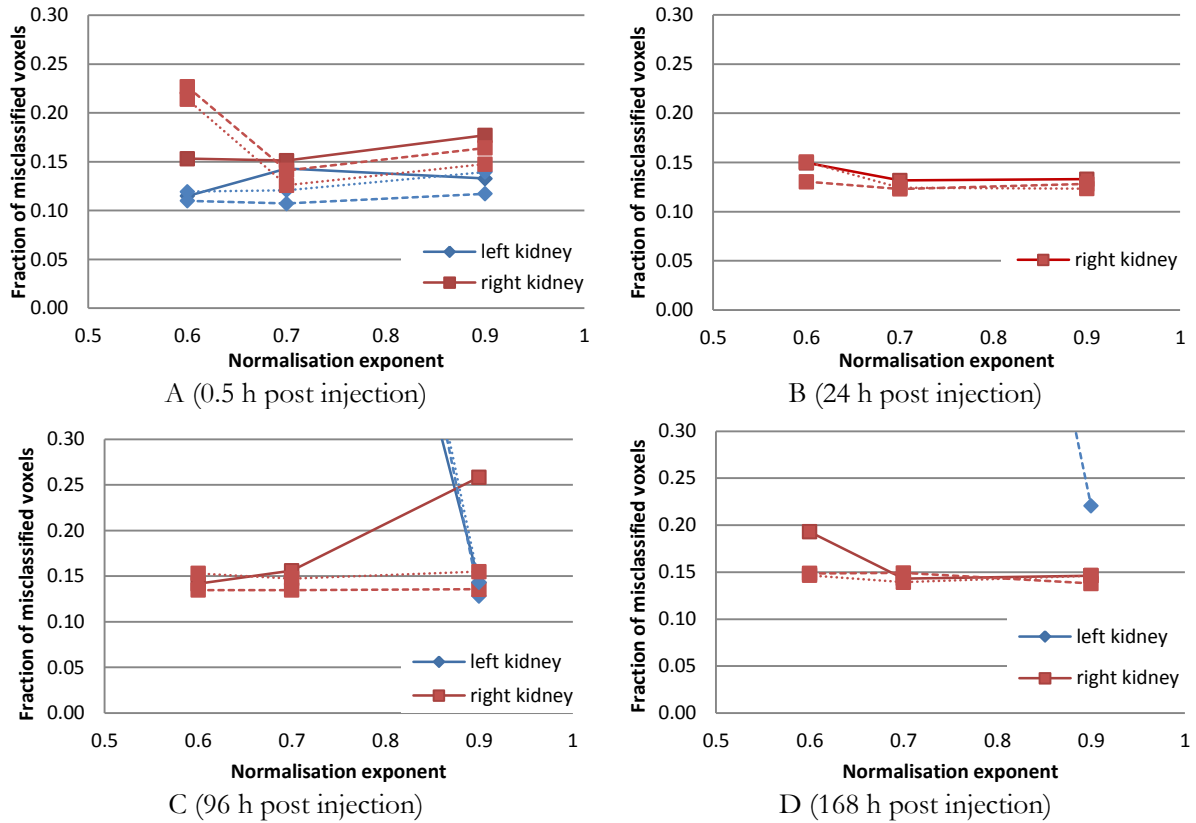 Fraction of misclassified voxels
0.30
0.25
0.20
0.15
0.10
0.05
0.00
left kidney
right kidney
0.5 0.6 0.7 0.8 0.9 1
Normalisation exponent
A (0.5 h post injection)
Fraction of misclassified voxels
0.30
0.25
0.20
0.15
0.10
0.05
0.00
right kidney
0.5 0.6 0.7 0.8 0.9 1
Normalisation exponent
B (24 h post injection)
Fraction of misclassified voxels
0.30
0.25
0.20
0.15
0.10
0.05
0.00
left kidney
right kidney
0.5 0.6 0.7 0.8 0.9 1
Normalisation exponent
C (96 h post injection)
Fraction of misclassified voxels
0.30
0.25
0.20
0.15
0.10
0.05
0.00
left kidney
right kidney
0.5 0.6 0.7 0.8 0.9 1
Normalisation exponent
D (168 h post injection)